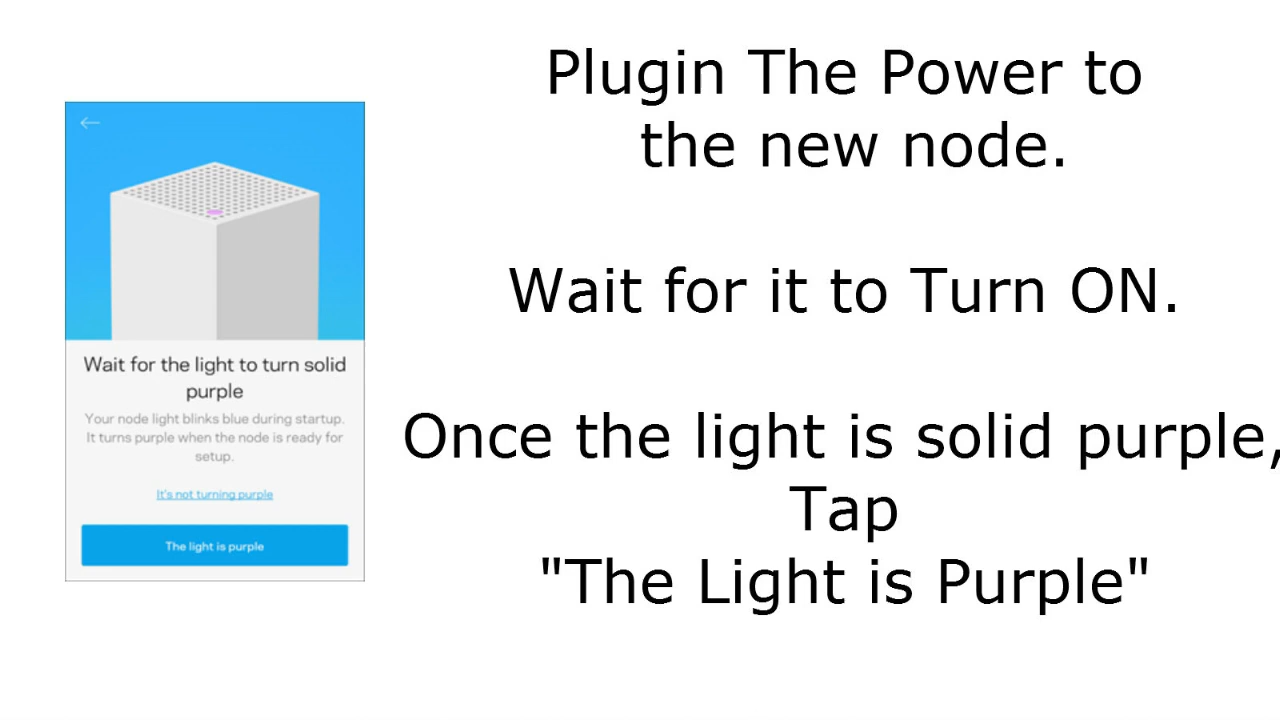 Plugin The Power to
the new node.
Wait for it to Turn ON.
Once the light is solid purple,
Tap
"The Light is Purple"
Wait for the light to turn solid
purple
Your node light blinks blue during startup.
It turns purple when the node is ready for
setup.
It's not turning purple
The light is purple